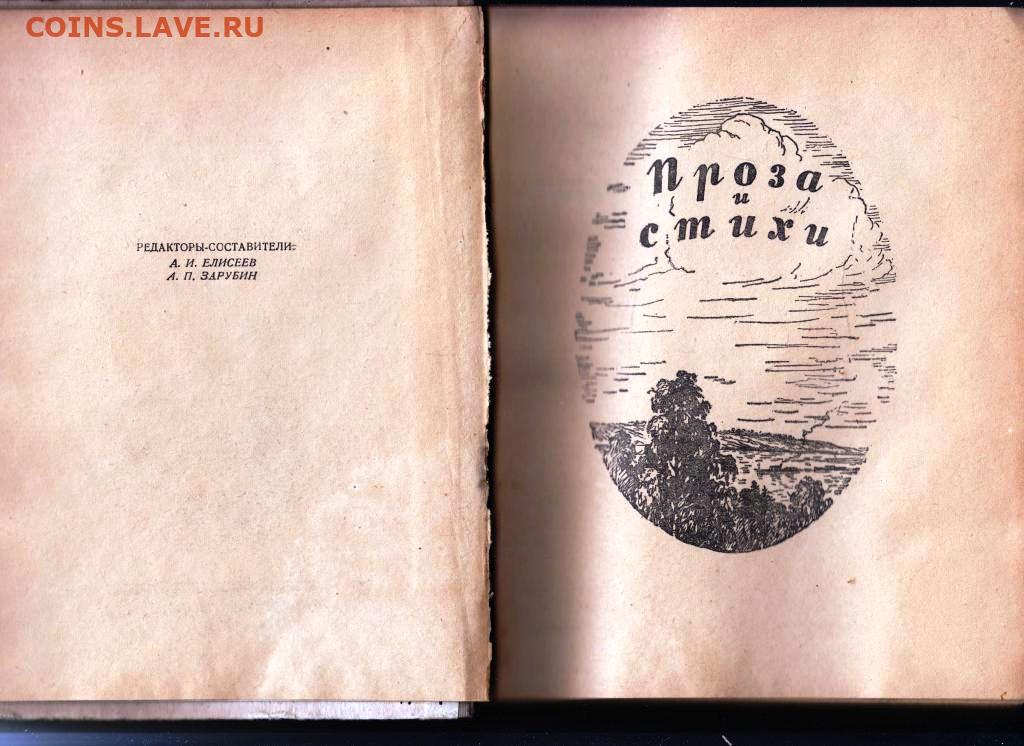 COINS.LAVE.RU
РЕДАКТОРЫ-СОСТАВИТЕЛИ:
А. И. ЕЛИСЕЕВ
А. П. ЗАРУБИН
Проза
и
стихи